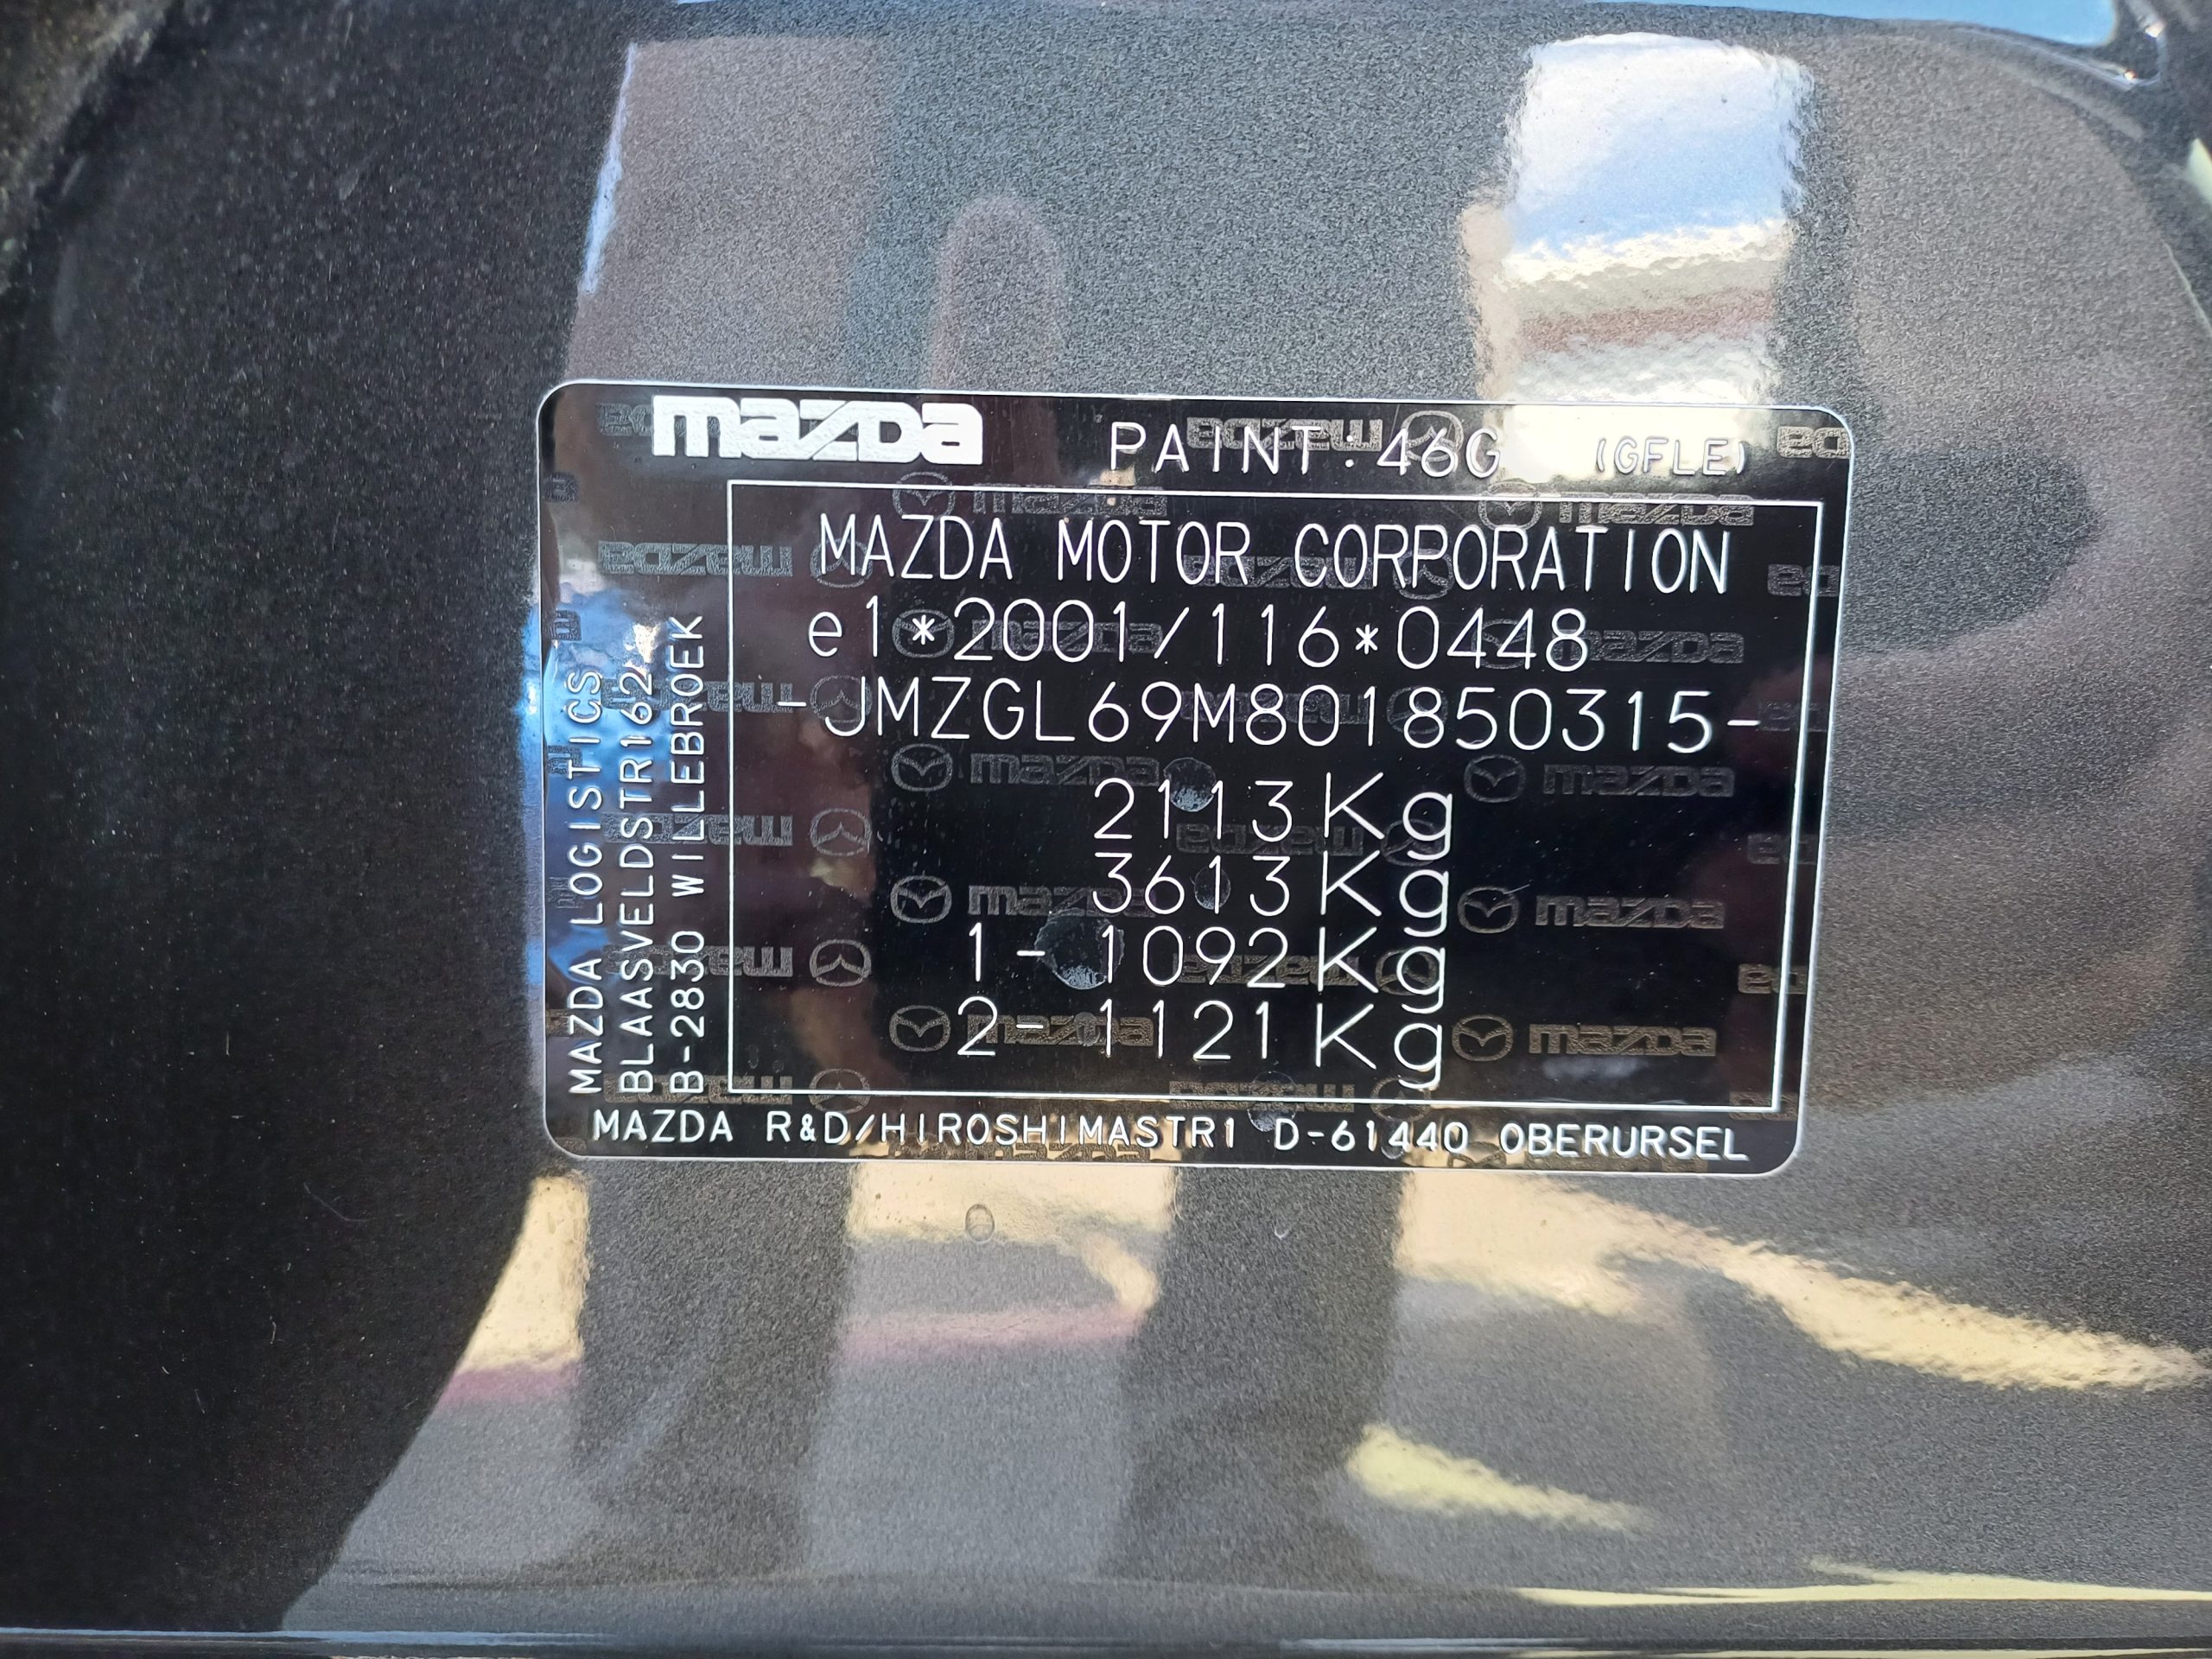 mazda PAINT:46G (GFLE)
MAZDA MOTOR CORPORATION
e1*2001/116*0448
-JMZGL69M801850315-
2113Kg
3613Kg
1- 1092Kg
2- 1121Kg
MAZDA LOGISTICS
BLAASVELDSTR162
B-2830 WILLEBROEK
MAZDA R&D/HIROSHIMASTR1 D-61440 OBERURSEL